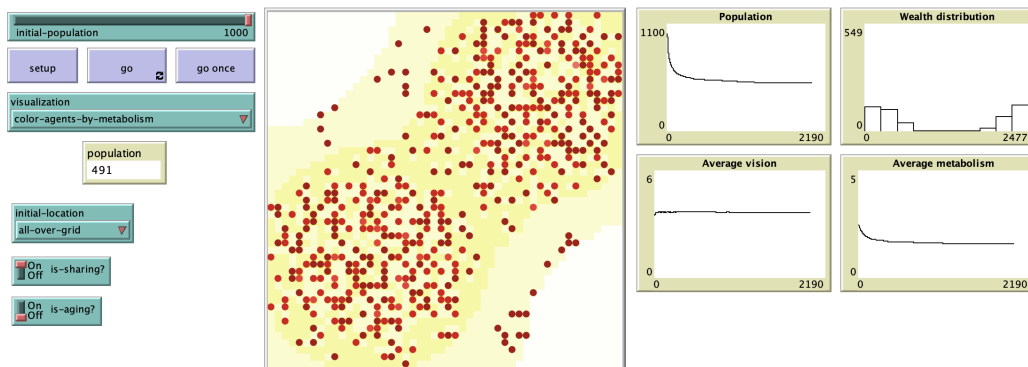 initial-population 1000
setup
go
go once
visualization
color-agents-by-metabolism
population
491
initial-location
all-over-grid
On
Off
is-sharing?
On
Off
is-aging?
Population
1100
0
0 2190
Wealth distribution
549
0
0 2477
Average vision
6
0
0 2190
Average metabolism
5
0
0 2190